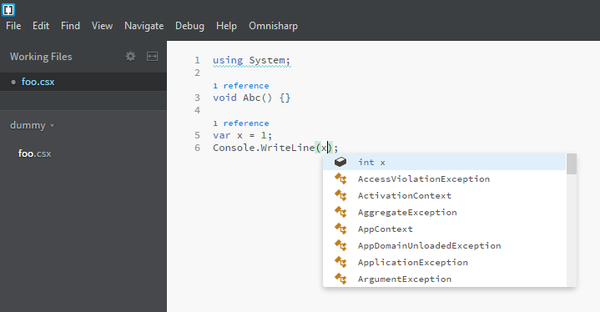 File Edit Find View Navigate Debug Help Omnisharp
Working Files
foo.csx
dummy
foo.csx
1 using System;
2
1 reference
3 void Abc() {}
4
1 reference
5 var x = 1;
6 Console.WriteLine(x);
int x
AccessViolationException
ActivationContext
AggregateException
AppContext
AppDomainUnloadedException
ApplicationException
ArgumentException